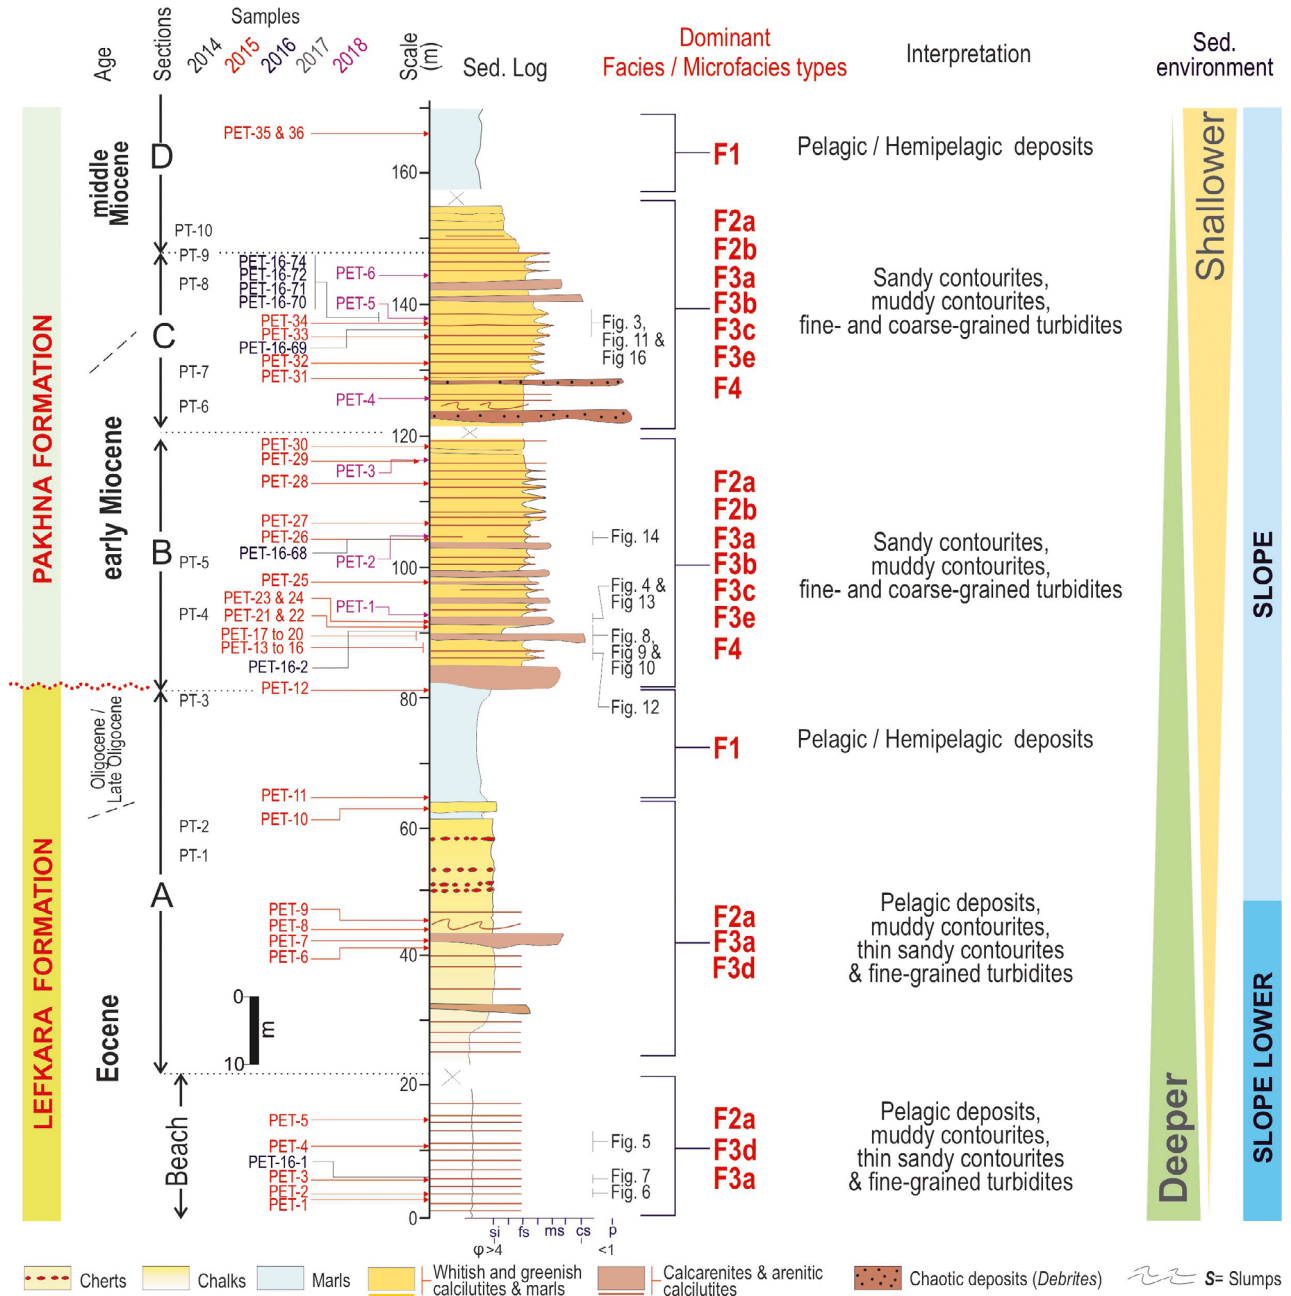 Samples
Age
Sections
2014
2015
2016
2017
2018
Scale
(m)
Sed. Log
Dominant
Facies / Microfacies types
Interpretation
Sed.
environment
PAKHNA FORMATION
LEFKARA FORMATION
middle
Miocene
early Miocene
Oligocene /
Late Oligocene
Eocene
D
C
B
A
Beach
PT-10
PT-9
PT-8
PT-7
PT-6
PT-5
PT-4
PT-3
PT-2
PT-1
PET-35 & 36
PET-16-74
PET-16-72
PET-16-71
PET-16-70
PET-34
PET-33
PET-16-69
PET-32
PET-31
PET-6
PET-5
PET-4
PET-30
PET-29
PET-3
PET-28
PET-27
PET-26
PET-16-68
PET-2
PET-25
PET-23 & 24
PET-1
PET-21 & 22
PET-17 to 20
PET-13 to 16
PET-16-2
PET-12
PET-11
PET-10
PET-9
PET-8
PET-7
PET-6
PET-5
PET-4
PET-16-1
PET-3
PET-2
PET-1
0
m
10
160
140
120
100
80
60
40
20
0
si
fs
ms
cs
p
φ >4
<1
Fig. 3,
Fig. 11 &
Fig 16
Fig. 14
Fig. 4 &
Fig 13
Fig. 8,
Fig 9 &
Fig 10
Fig. 12
Fig. 5
Fig. 7
Fig. 6
F1
Pelagic / Hemipelagic deposits
F2a
F2b
F3a
F3b
F3c
F3e
F4
Sandy contourites,
muddy contourites,
fine- and coarse-grained turbidites
F2a
F2b
F3a
F3b
F3c
F3e
F4
Sandy contourites,
muddy contourites,
fine- and coarse-grained turbidites
F1
Pelagic / Hemipelagic deposits
F2a
F3a
F3d
Pelagic deposits,
muddy contourites,
thin sandy contourites
& fine-grained turbidites
F2a
F3d
F3a
Pelagic deposits,
muddy contourites,
thin sandy contourites
& fine-grained turbidites
Shallower
Deeper
SLOPE
SLOPE LOWER
Cherts
Chalks
Marls
Whitish and greenish
calcilutites & marls
Calcarenites & arenitic
calcilutites
Chaotic deposits (Debrites)
S= Slumps